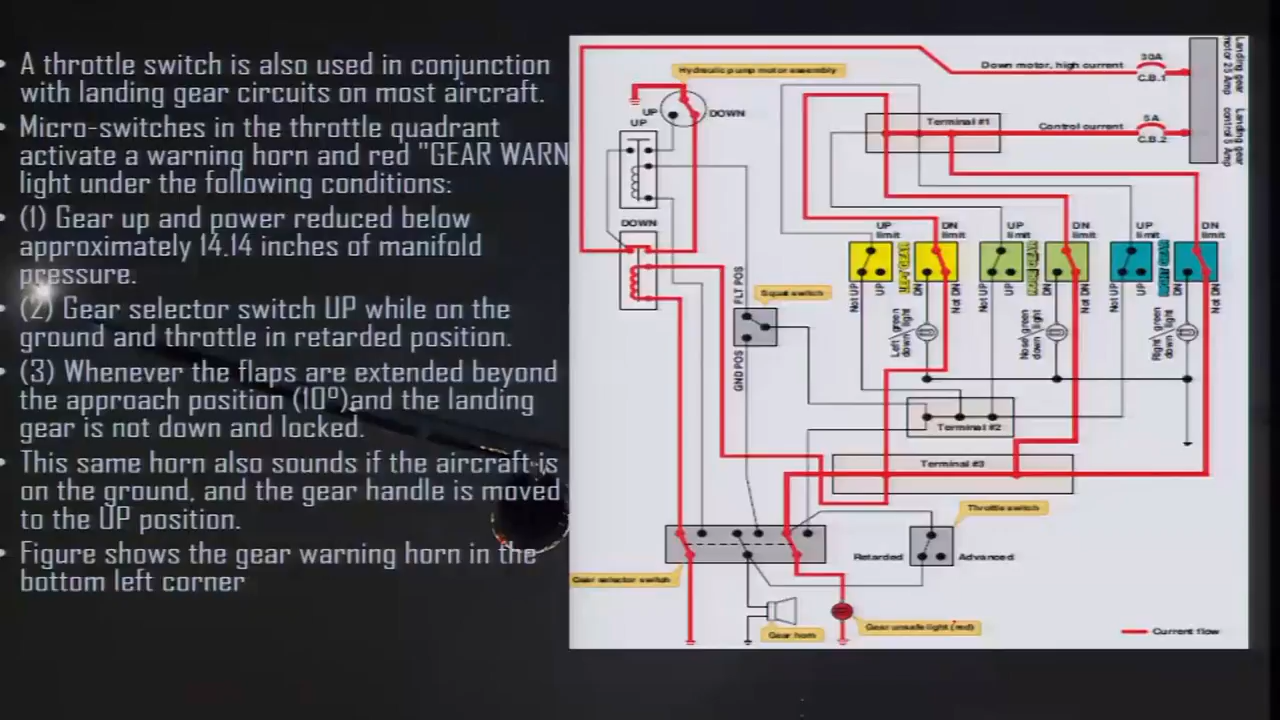 • A throttle switch is also used in conjunction
with landing gear circuits on most aircraft.
• Micro-switches in the throttle quadrant
activate a warning horn and red "GEAR WARN
light under the following conditions:
• (1) Gear up and power reduced below
approximately 14.14 inches of manifold
pressure.
• (2) Gear selector switch UP while on the
ground and throttle in retarded position.
• (3) Whenever the flaps are extended beyond
the approach position (10º)and the landing
gear is not down and locked.
• This same horn also sounds if the aircraft is
on the ground, and the gear handle is moved
to the UP position.
• Figure shows the gear warning horn in the
bottom left corner
Hydraulic pump motor assembly
Down motor, high current
30A
C.B.1
Landing gear
motor 25 Amp
UP
DOWN
UP
Terminal #1
Control current
5A
C.B.2
Landing gear
control 5 Amp
DOWN
UP
limit
DN
limit
UP
limit
DN
limit
UP
limit
DN
limit
LEFT GEAR
NOSE GEAR
RIGHT GEAR
Not UP
UP
DN
Not DN
Not UP
UP
DN
Not DN
Not UP
UP
DN
Not DN
FLT POS
Squat switch
GND POS
Left green
down light
Nose green
down light
Right green
down light
Terminal #2
Terminal #3
Throttle switch
Retarded
Advanced
Gear selector switch
Gear horn
Gear unsafe light (red)
Current flow